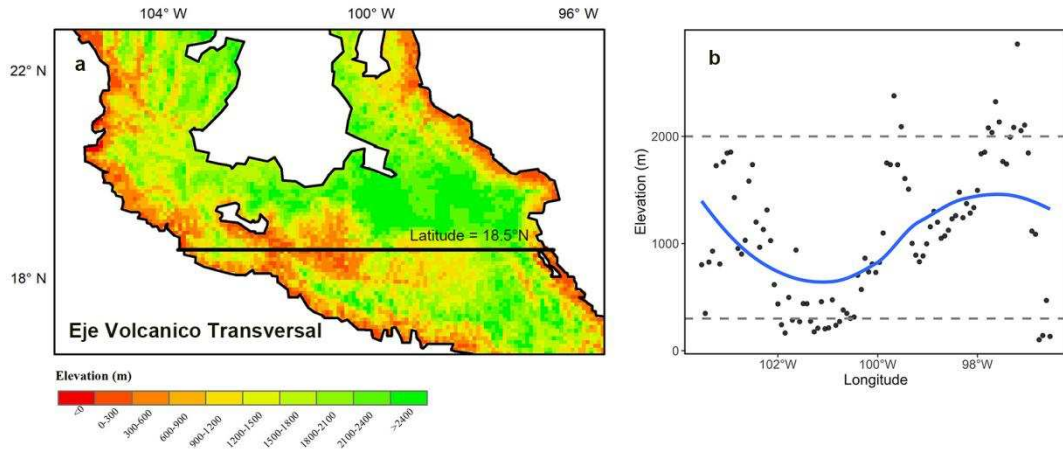 104° W 100° W 96° W
22° N
18° N
a
Latitude = 18.5°N
Eje Volcanico Transversal
Elevation (m)
<0 0-300 300-600 600-900 900-1200 1200-1500 1500-1800 1800-2100 2100-2400 >2400
b
Elevation (m)
2000
1000
0
102°W 100°W 98°W
Longitude